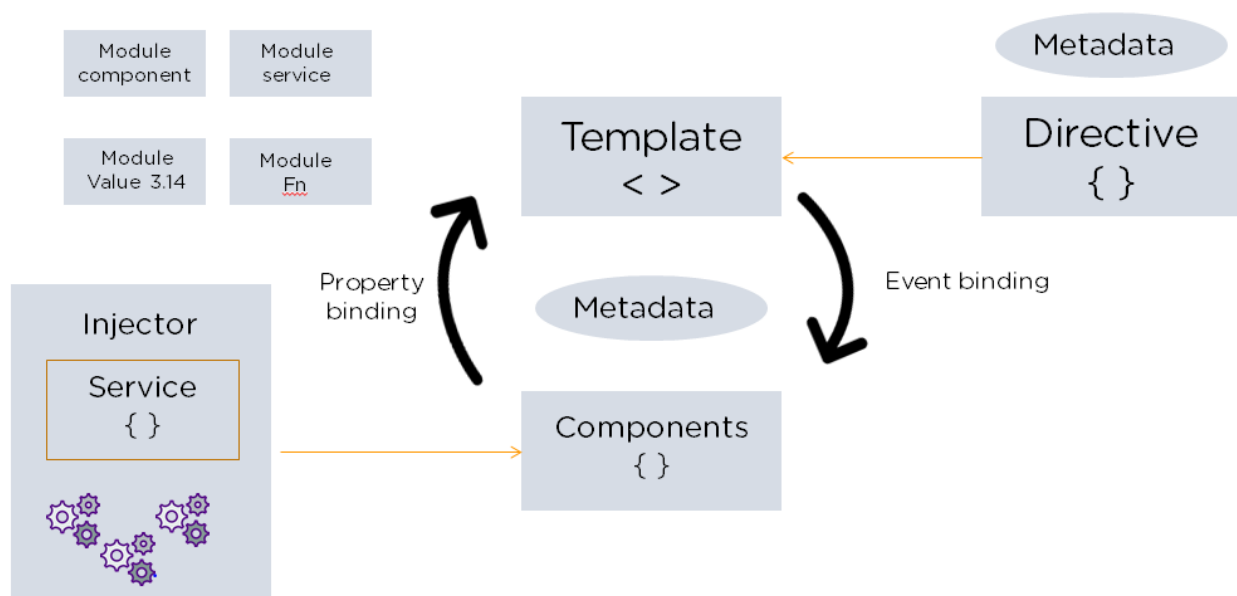 Module
component
Module
service
Module
Value 3.14
Module
Fn
Metadata
Template
< >
Directive
{ }
Property
binding
Metadata
Event binding
Injector
Service
{ }
Components
{ }